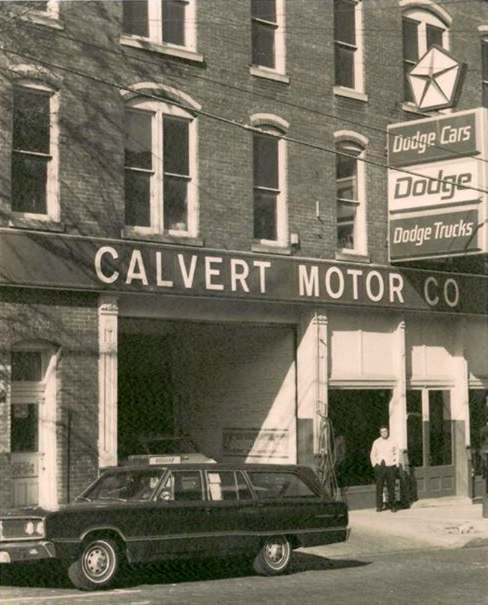 Dodge Cars
Dodge
Dodge Trucks
CALVERT MOTOR CO